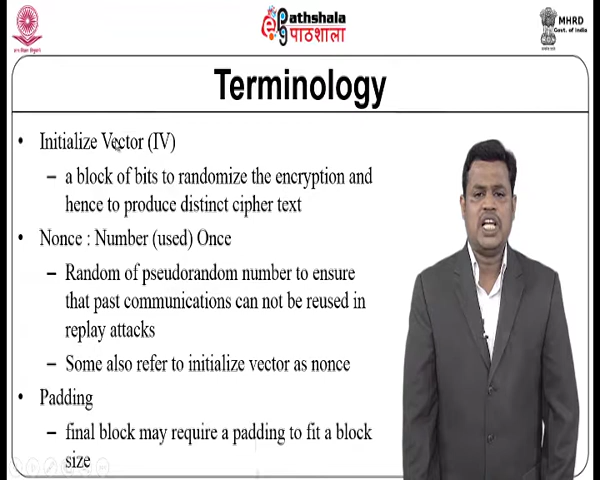 ePathshala
पाठशाला
MHRD
Govt. of India
Terminology
• Initialize Vector (IV)
– a block of bits to randomize the encryption and
hence to produce distinct cipher text
• Nonce : Number (used) Once
– Random of pseudorandom number to ensure
that past communications can not be reused in
replay attacks
– Some also refer to initialize vector as nonce
• Padding
– final block may require a padding to fit a block
size